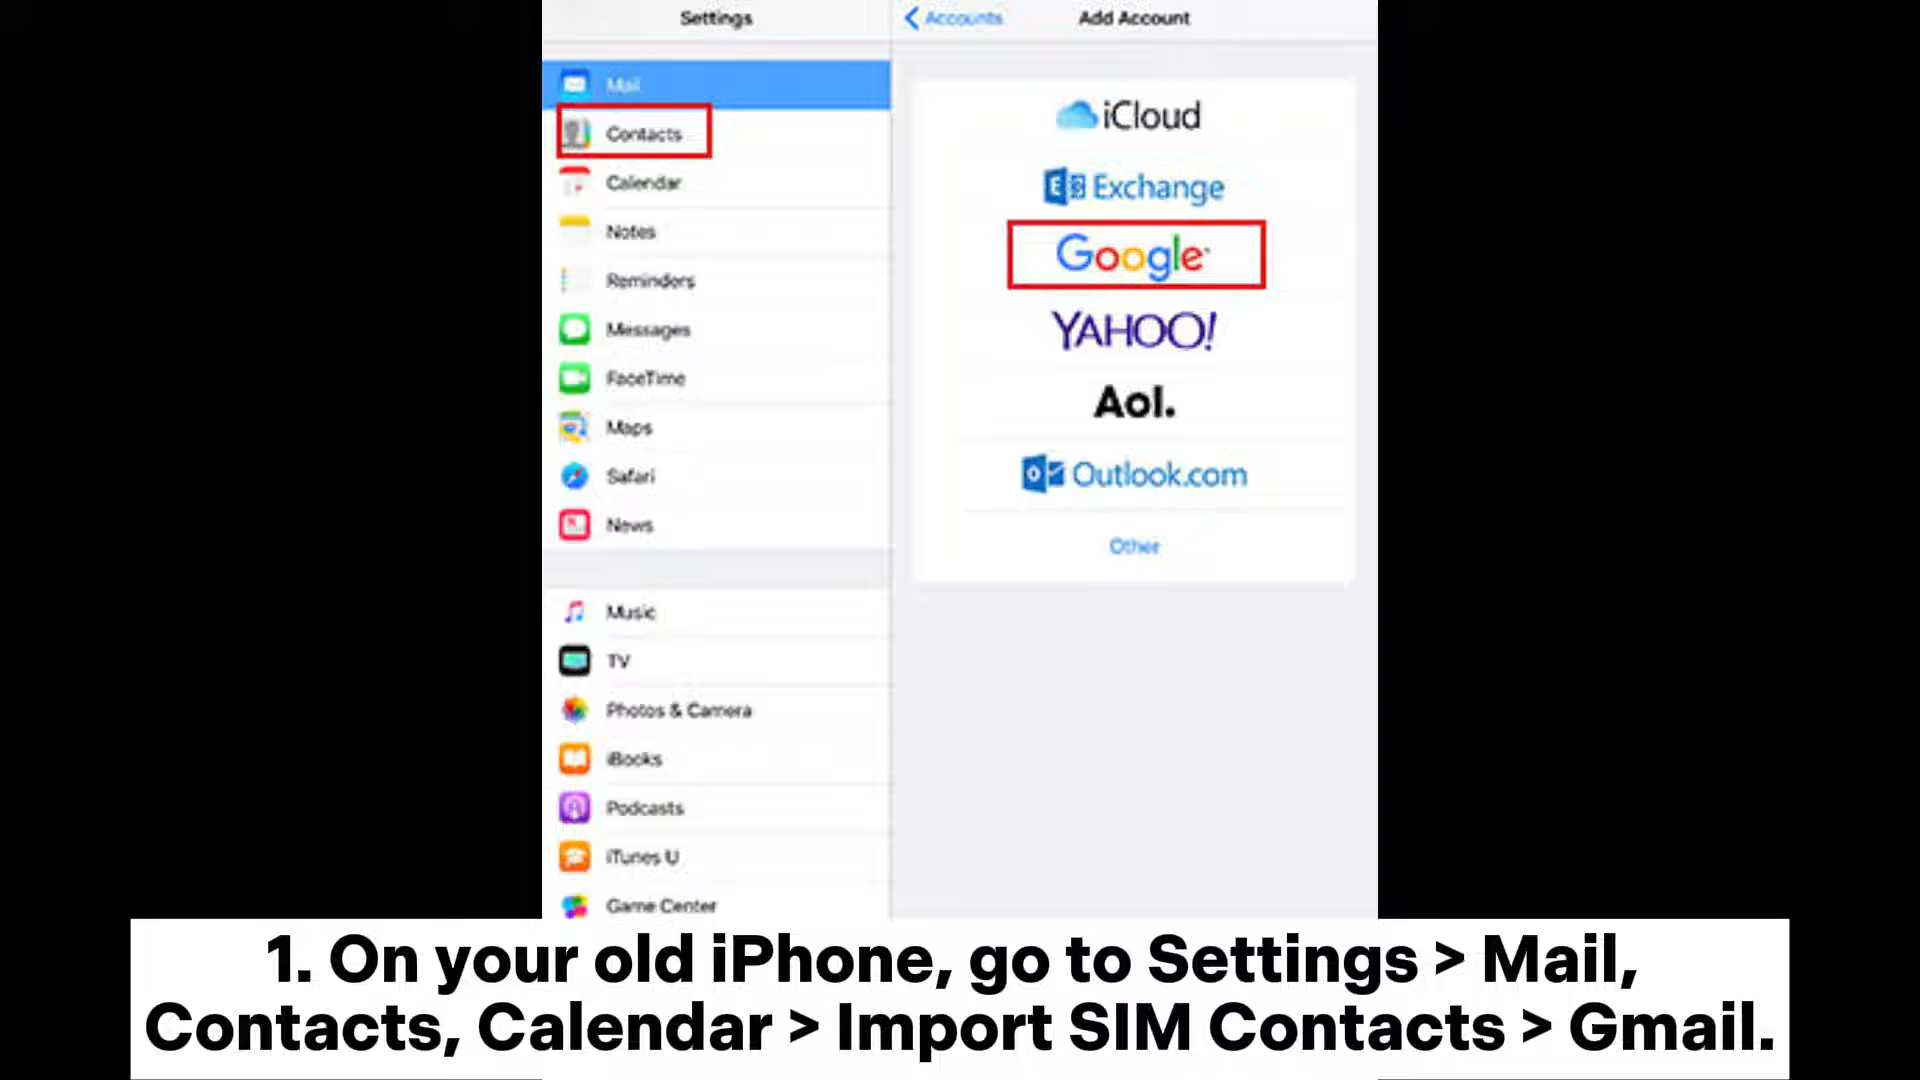 Settings
Mail
Contacts
Calendar
Notes
Reminders
Messages
FaceTime
Maps
Safari
News
Music
TV
Photos & Camera
iBooks
Podcasts
iTunes U
Game Center
Accounts
Add Account
iCloud
Exchange
Google
YAHOO!
Aol.
Outlook.com
Other
1. On your old iPhone, go to Settings > Mail,
Contacts, Calendar > Import SIM Contacts > Gmail.